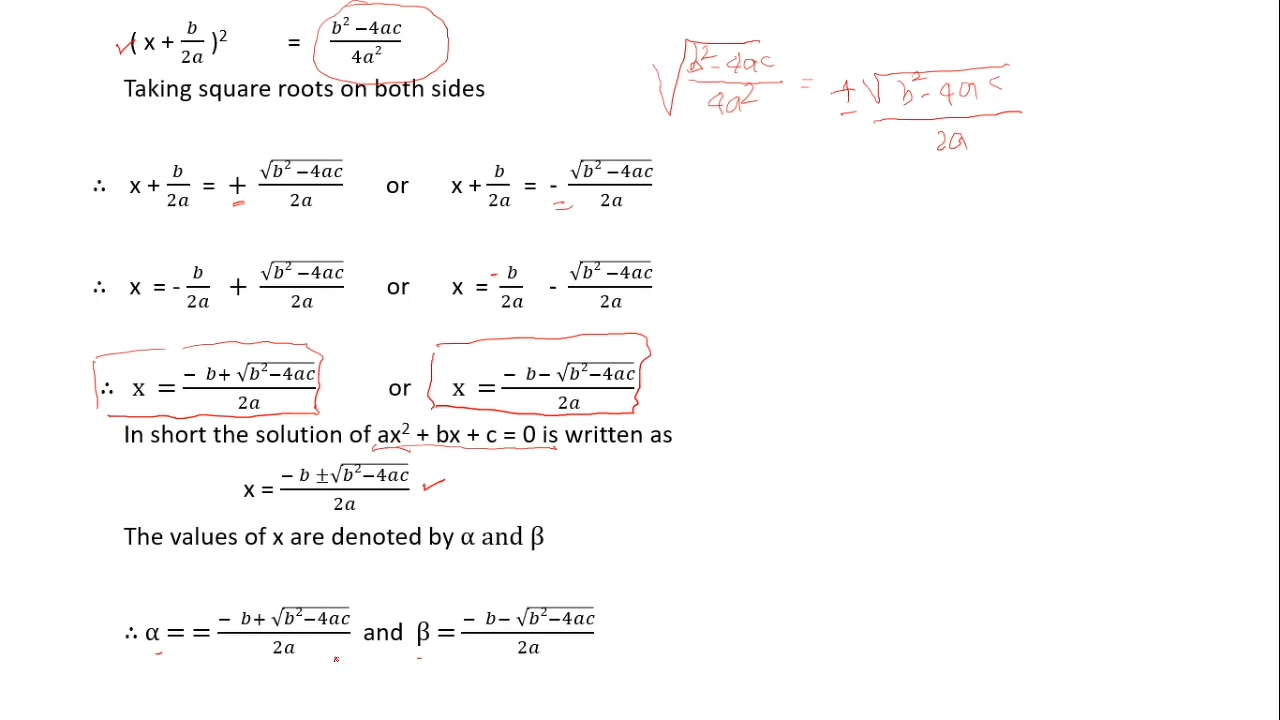 ( x + b/2a )² = b² −4ac/4a²
Taking square roots on both sides
√b² - 4ac/4a² = ± √b² - 4ac/2a
∴ x + b/2a = + √b² −4ac/2a or x + b/2a = - √b² −4ac/2a
∴ x = - b/2a + √b² −4ac/2a or x = - b/2a - √b² −4ac/2a
∴ x = − b+ √b²−4ac/2a or x = − b− √b²−4ac/2a
In short the solution of ax² + bx + c = 0 is written as
x = − b ±√b²−4ac/2a
The values of x are denoted by α and β
∴ α = = − b+ √b²−4ac/2a and β = − b− √b²−4ac/2a